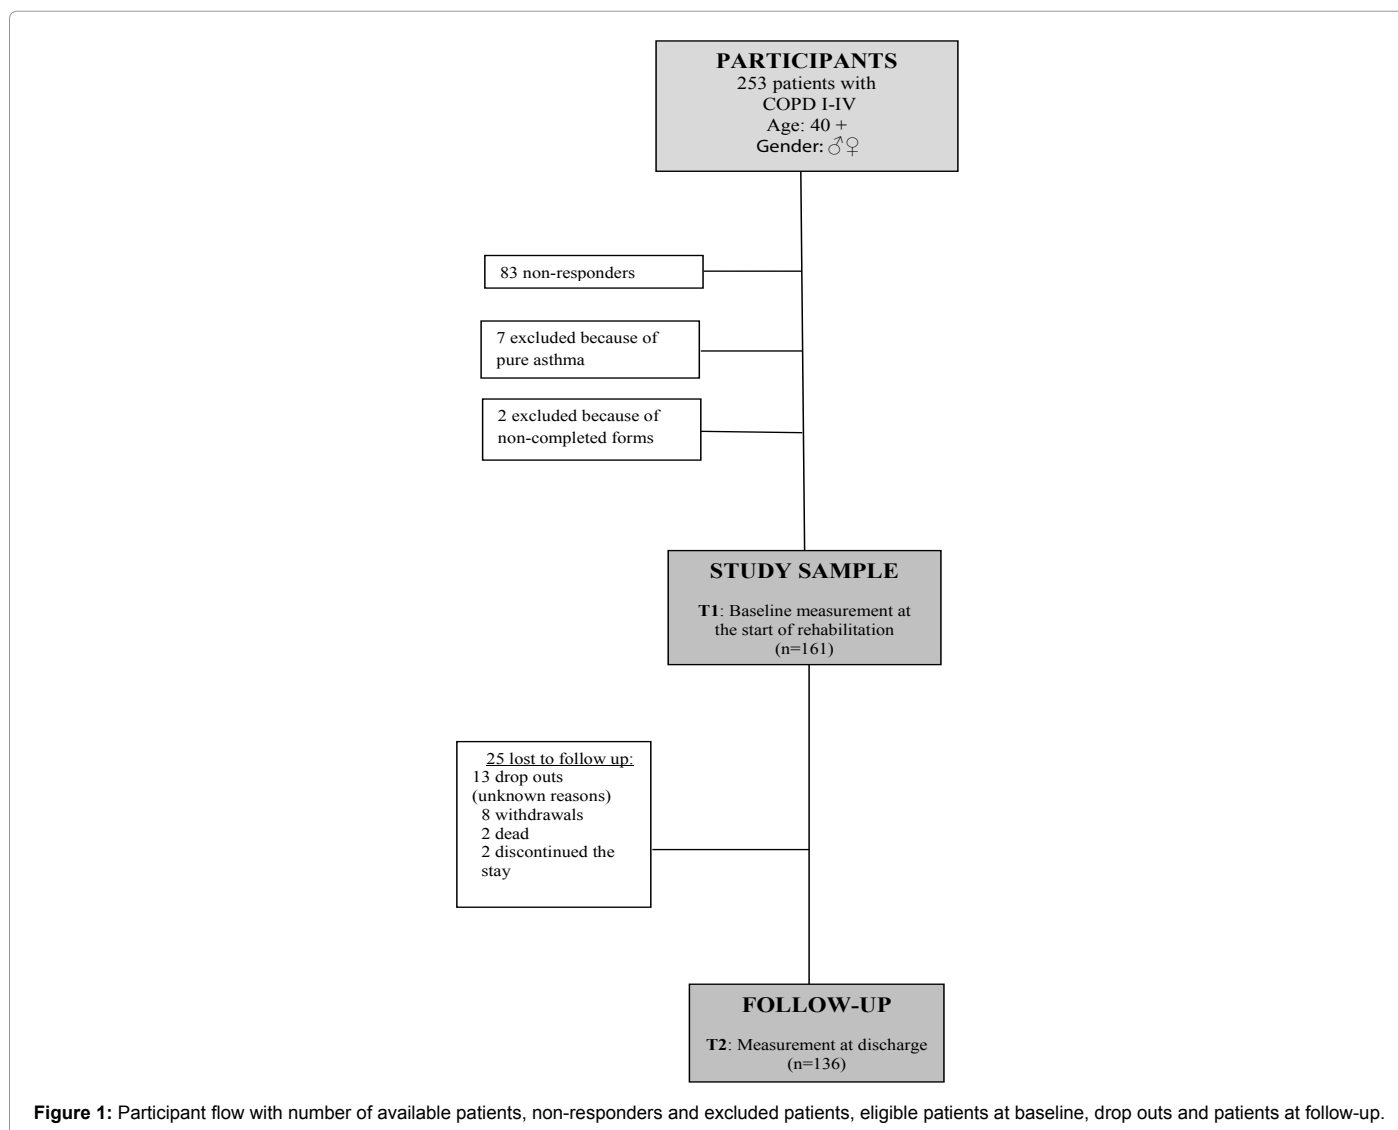 PARTICIPANTS
253 patients with
COPD I-IV
Age: 40 +
Gender: ♂♀
83 non-responders
7 excluded because of
pure asthma
2 excluded because of
non-completed forms
STUDY SAMPLE
T1: Baseline measurement at
the start of rehabilitation
(n=161)
25 lost to follow up:
13 drop outs
(unknown reasons)
8 withdrawals
2 dead
2 discontinued the
stay
FOLLOW-UP
T2: Measurement at discharge
(n=136)
Figure 1: Participant flow with number of available patients, non-responders and excluded patients, eligible patients at baseline, drop outs and patients at follow-up.